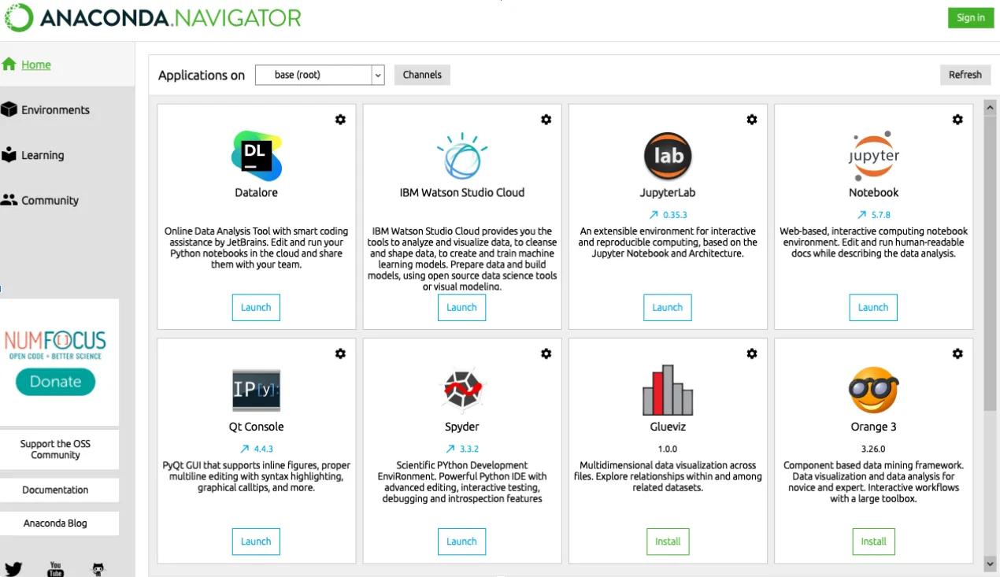 ANACONDA.NAVIGATOR
Sign in
Home
Environments
Learning
Community
NUMFOCUS
OPEN CODE = BETTER SCIENCE
Donate
Support the OSS
Community
Documentation
Anaconda Blog
You
Tube
Applications on
base (root)
Channels
Refresh
DL
Datalore
Online Data Analysis Tool with smart coding
assistance by JetBrains. Edit and run your
Python notebooks in the cloud and share
them with your team.
Launch
IBM Watson Studio Cloud
IBM Watson Studio Cloud provides you the
tools to analyze and visualize data, to cleanse
and shape data, to create and train machine
learning models. Prepare data and build
models, using open source data science tools
or visual modeling.
Launch
lab
JupyterLab
0.35.3
An extensible environment for interactive
and reproducible computing, based on the
Jupyter Notebook and Architecture.
Launch
jupyter
Notebook
5.7.8
Web-based, interactive computing notebook
environment. Edit and run human-readable
docs while describing the data analysis.
Launch
IP[y]:
Qt Console
4.4.3
PyQt GUI that supports inline figures, proper
multiline editing with syntax highlighting,
graphical calltips, and more.
Launch
Spyder
3.3.2
Scientific PYthon Development
EnviRonment. Powerful Python IDE with
advanced editing, interactive testing,
debugging and introspection features
Launch
Glueviz
1.0.0
Multidimensional data visualization across
files. Explore relationships within and among
related datasets.
Install
Orange 3
3.26.0
Component based data mining framework.
Data visualization and data analysis for
novice and expert. Interactive workflows
with a large toolbox.
Install